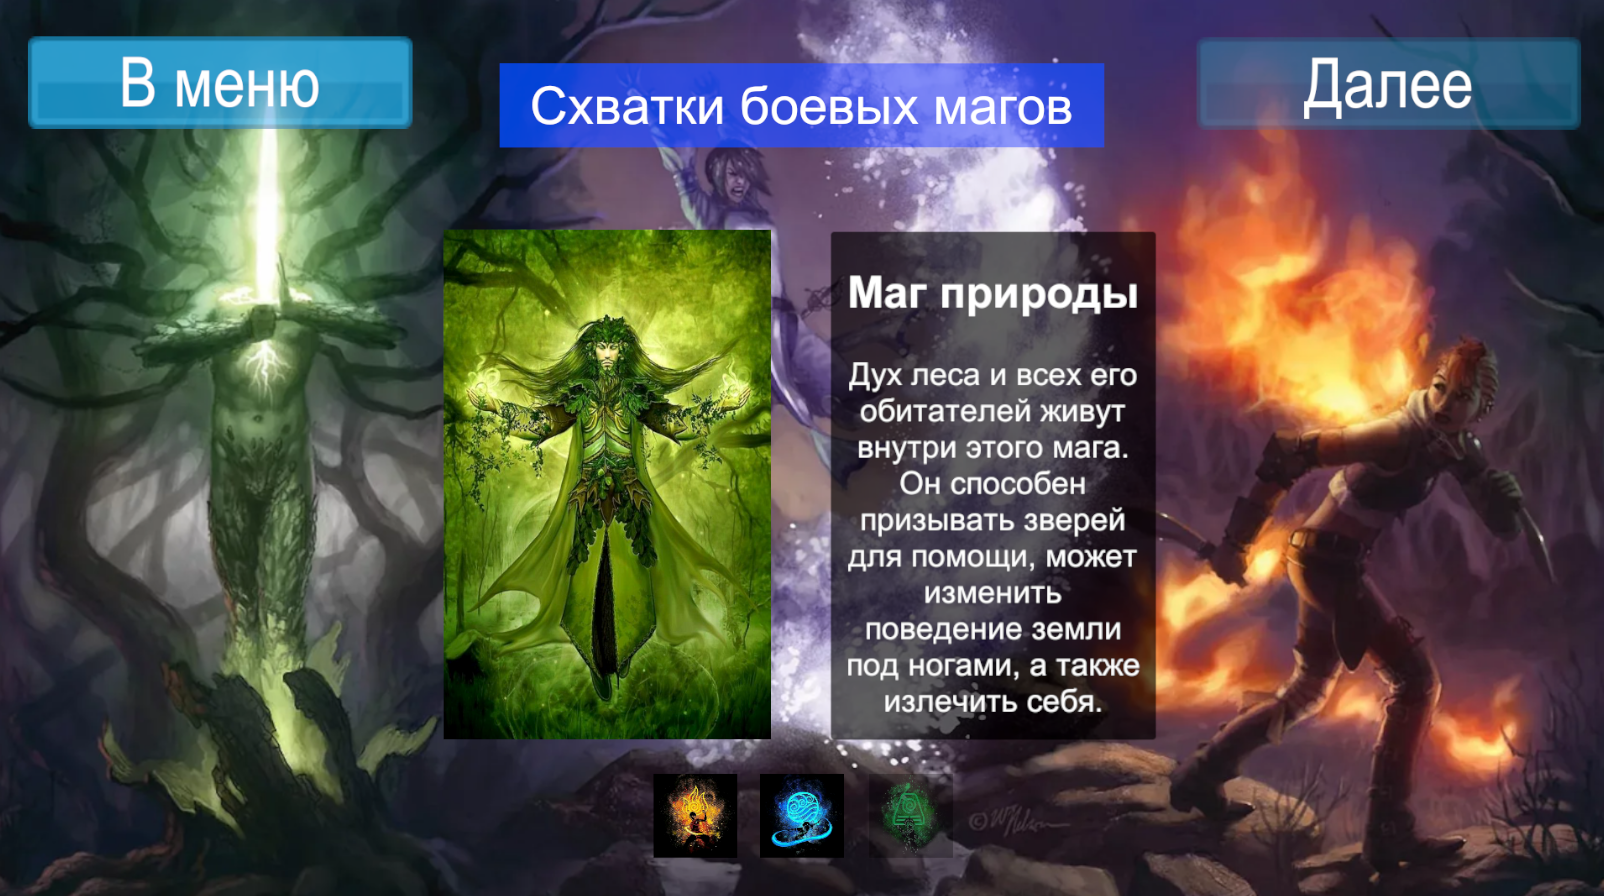 В меню
Схватки боевых магов
Далее
Маг природы
Дух леса и всех его
обитателей живут
внутри этого мага.
Он способен
призывать зверей
для помощи, может
изменить
поведение земли
под ногами, а также
излечить себя.